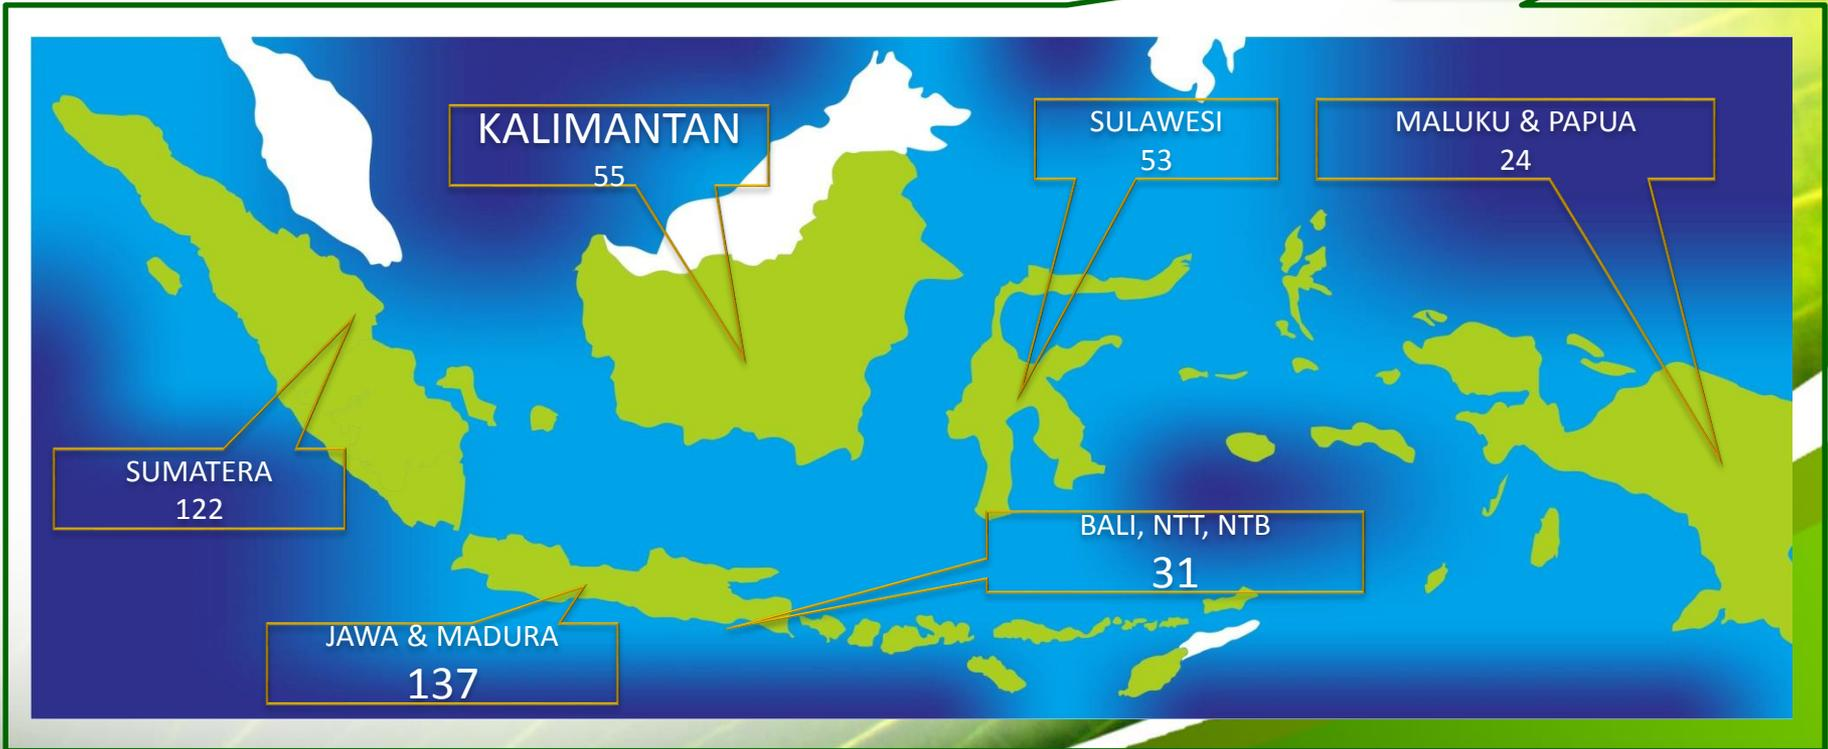 KALIMANTAN
55
SULAWESI
53
MALUKU & PAPUA
24
SUMATERA
122
BALI, NTT, NTB
31
JAWA & MADURA
137